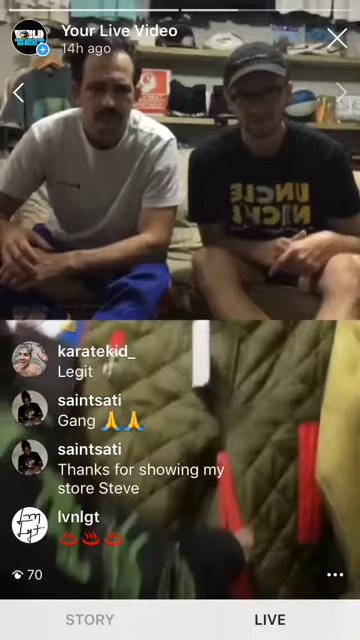 Your Live Video
14h ago
UNCLE
NICK'S
karatekid_
Legit
saintsati
Gang 🙏🙏
saintsati
Thanks for showing my
store Steve
lvnlgt
♨️♨️♨️
70
STORY
LIVE